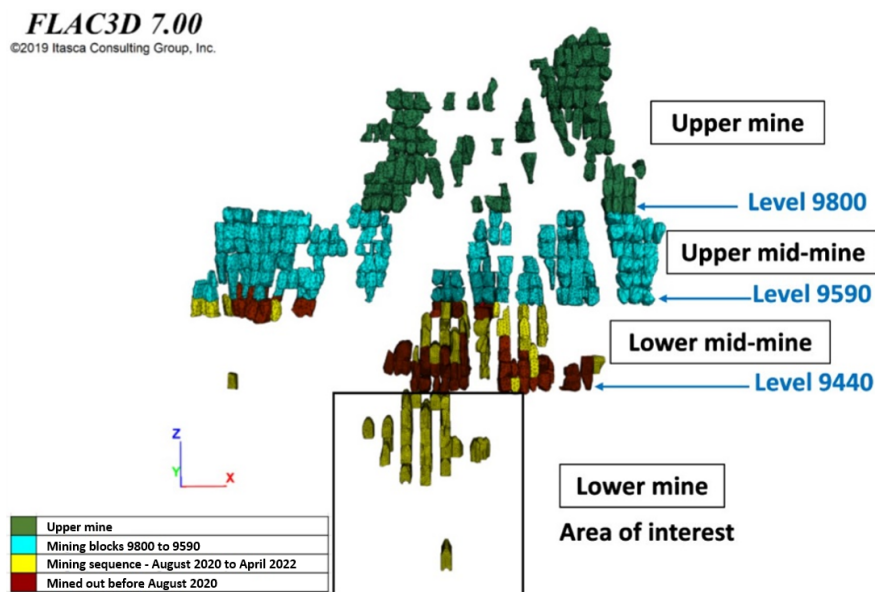 FLAC3D 7.00
©2019 Itasca Consulting Group, Inc.
Upper mine
Level 9800
Upper mid-mine
Level 9590
Lower mid-mine
Level 9440
Z
Y
X
Lower mine
Area of interest
Upper mine
Mining blocks 9800 to 9590
Mining sequence - August 2020 to April 2022
Mined out before August 2020